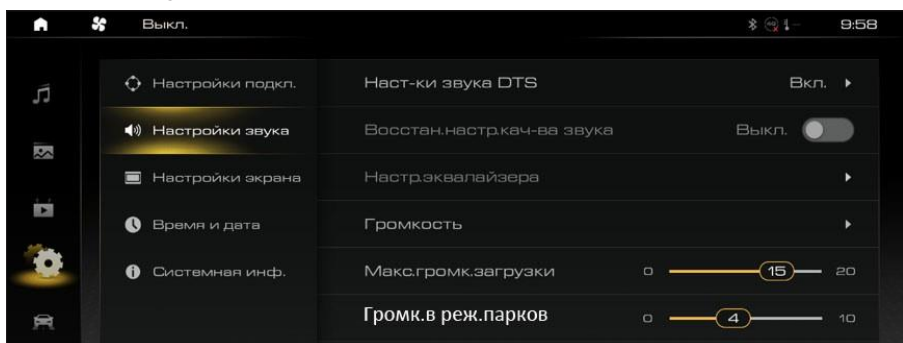 Выкл.
4G
9:58
Настройки подкл.
Настройки звука
Настройки экрана
Время и дата
Системная инф.
Наст-ки звука DTS Вкл.
Восстан.настр.кач-ва звука Выкл.
Настр.эквалайзера
Громкость
Макс.громк.загрузки 0 15 20
Громк.в реж.парков 0 4 10